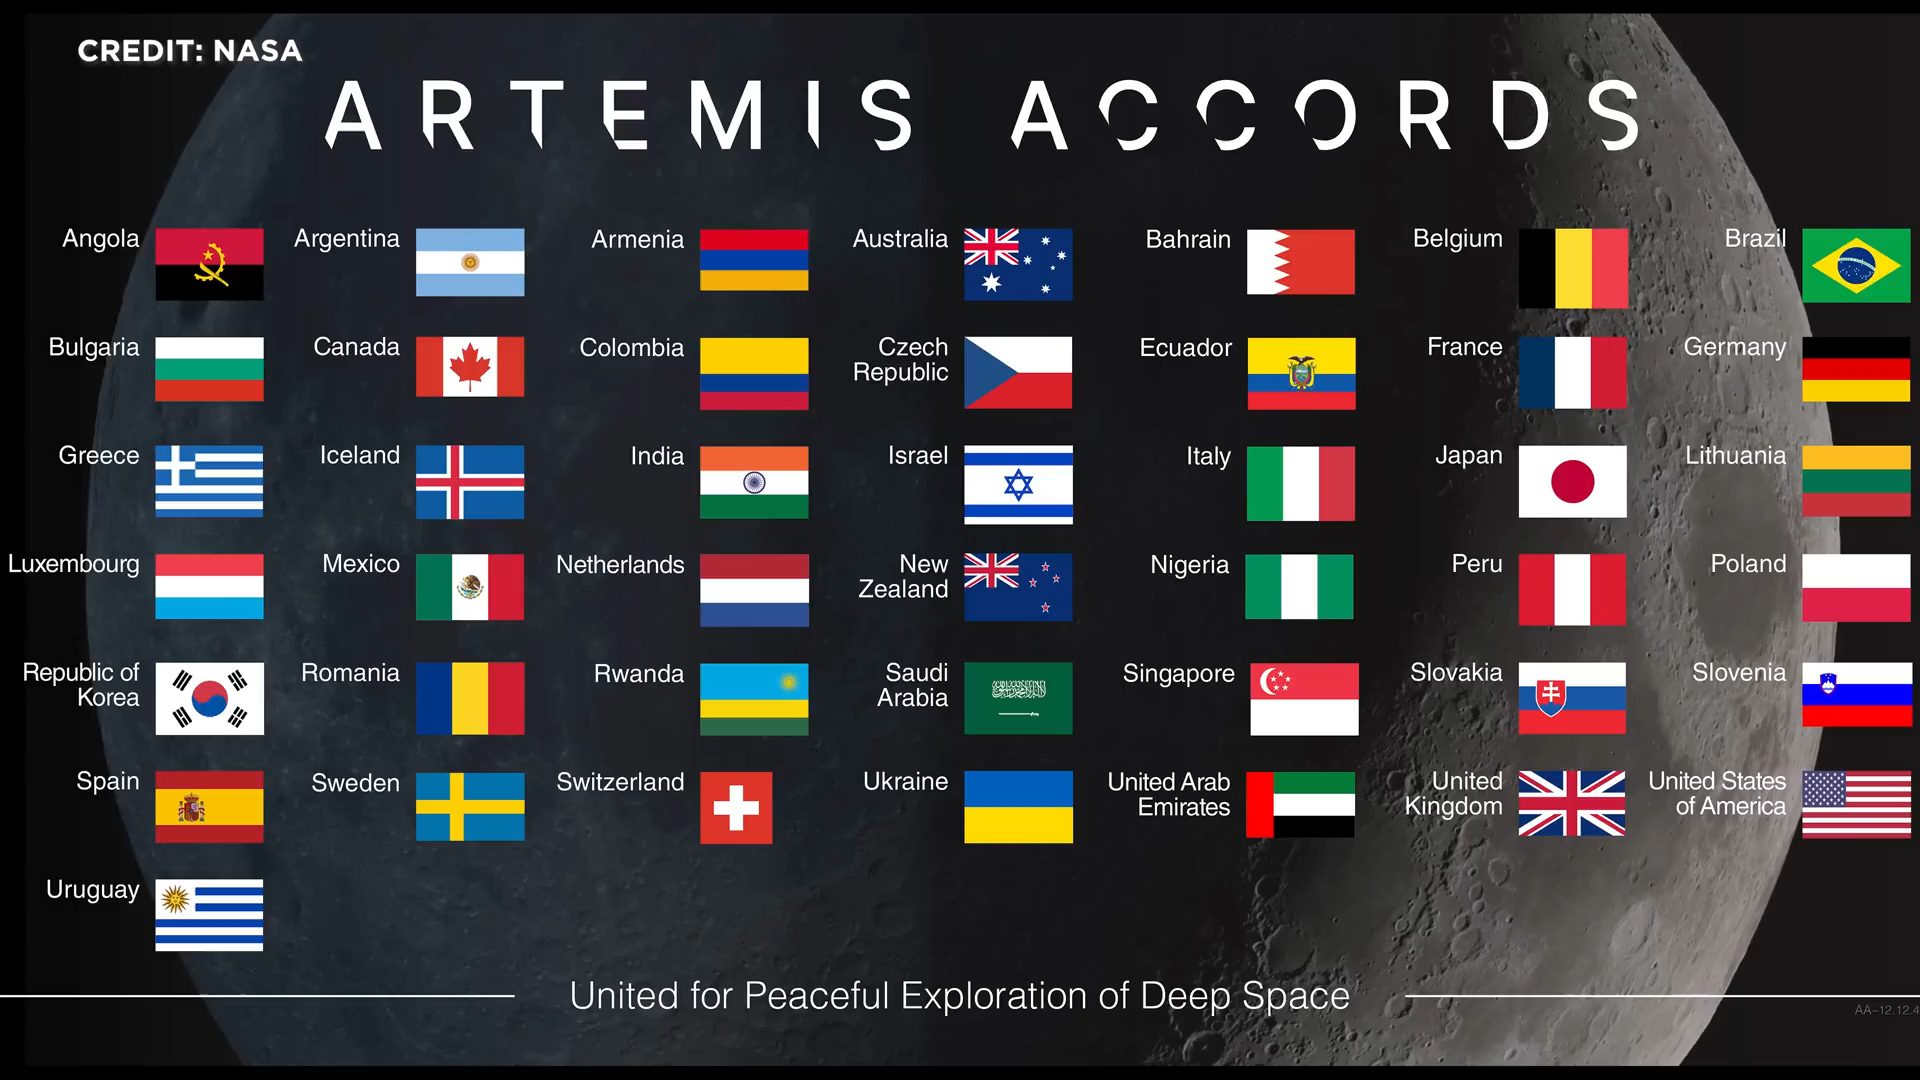 CREDIT: NASA
ARTEMIS ACCORDS
Angola
Argentina
Armenia
Australia
Bahrain
Belgium
Brazil
Bulgaria
Canada
Colombia
Czech
Republic
Ecuador
France
Germany
Greece
Iceland
India
Israel
Italy
Japan
Lithuania
Luxembourg
Mexico
Netherlands
New
Zealand
Nigeria
Peru
Poland
Republic of
Korea
Romania
Rwanda
Saudi
Arabia
Singapore
Slovakia
Slovenia
Spain
Sweden
Switzerland
Ukraine
United Arab
Emirates
United
Kingdom
United States
of America
Uruguay
United for Peaceful Exploration of Deep Space
AA-12.12.4